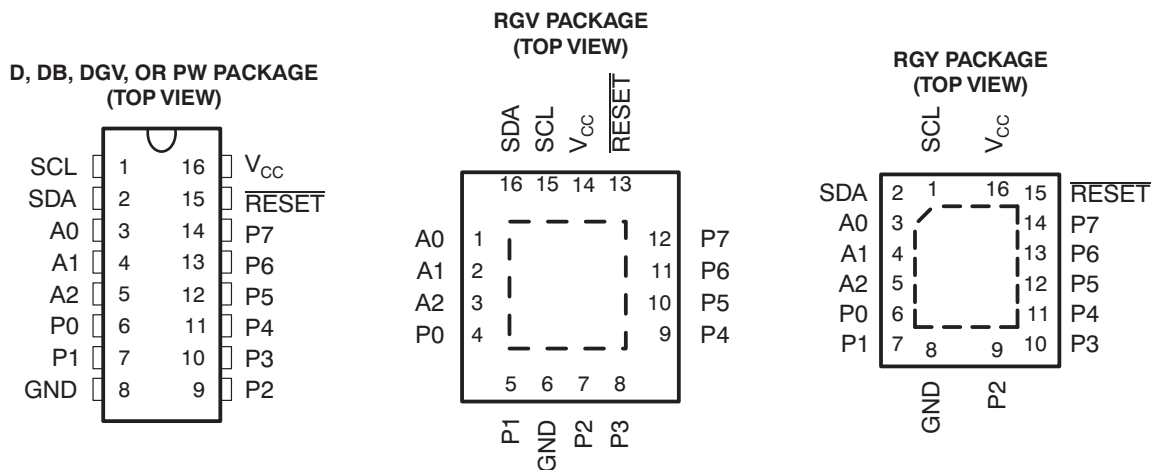 D, DB, DGV, OR PW PACKAGE
(TOP VIEW)
SCL 1 16 VCC
SDA 2 15 RESET
A0 3 14 P7
A1 4 13 P6
A2 5 12 P5
P0 6 11 P4
P1 7 10 P3
GND 8 9 P2
RGV PACKAGE
(TOP VIEW)
SDA SCL VCC RESET
16 15 14 13
A0 1 12 P7
A1 2 11 P6
A2 3 10 P5
P0 4 9 P4
5 6 7 8
P1 GND P2 P3
RGY PACKAGE
(TOP VIEW)
SCL VCC
SDA 2 1 16 15 RESET
A0 3 14 P7
A1 4 13 P6
A2 5 12 P5
P0 6 11 P4
P1 7 8 9 10 P3
GND P2